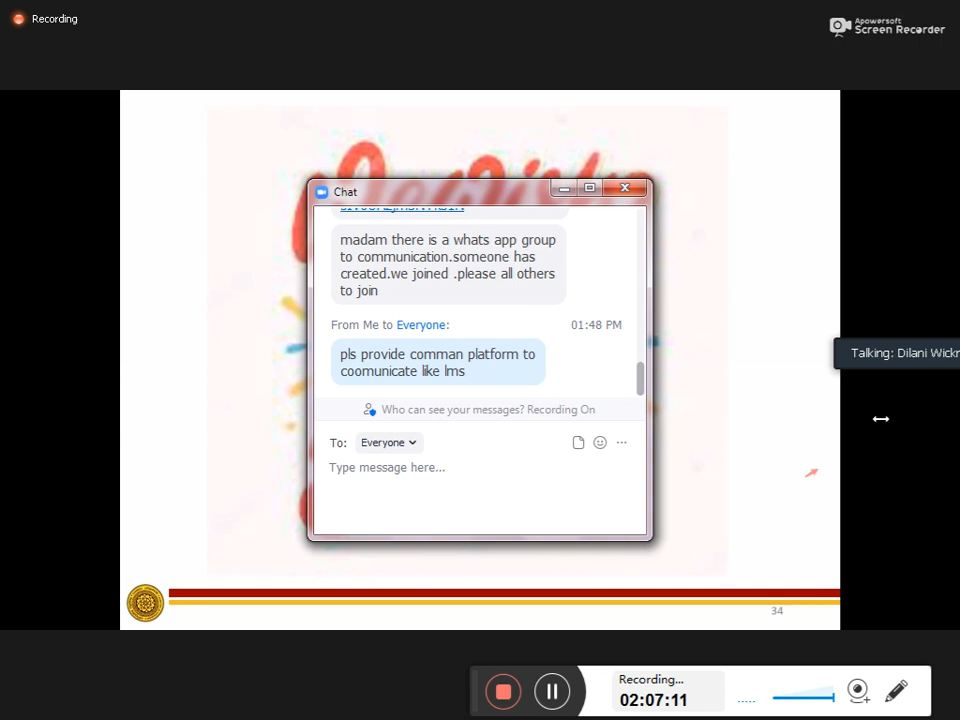 Recording
Apowersoft
Screen Recorder
Chat
madam there is a whats app group
to communication.someone has
created.we joined .please all others
to join
From Me to Everyone:
01:48 PM
pls provide comman platform to
coomunicate like lms
Talking: Dilani Wickr
Who can see your messages? Recording On
To: Everyone
Type message here...
34
Recording...
02:07:11